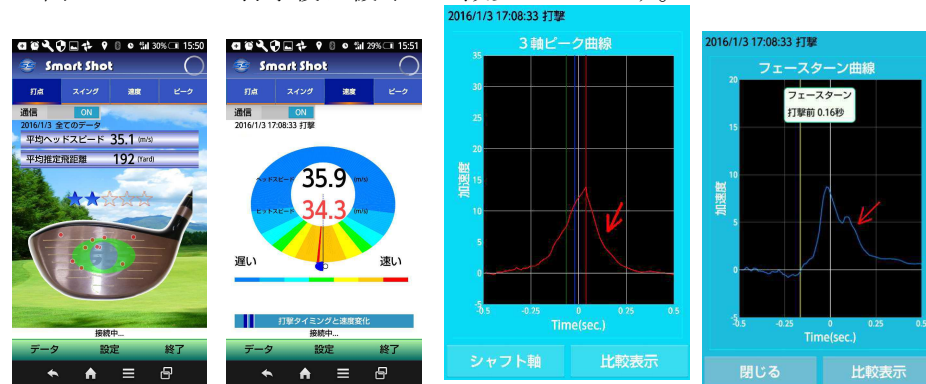 2016/1/3 17:08:33 打撃
30% 15:50
Smart Shot
打点 スイング 速度 ピーク
通信 ON
2016/1/3 全てのデータ
平均ヘッドスピード 35.1 (m/s)
平均推定飛距離 192 (Yard)
接続中...
データ 設定 終了
29% 15:51
Smart Shot
打点 スイング 速度 ピーク
通信 ON
2016/1/3 17:08:33 打撃
ヘッドスピード 35.9 (m/s)
ヒットスピード 34.3 (m/s)
遅い 速い
打撃タイミングと速度変化
接続中...
データ 設定 終了
3軸ピーク曲線
35
30
25
20
15
10
5
0
-5
加速度
-0.5 -0.25 0 0.25 0.5
Time(sec.)
シャフト軸 比較表示
2016/1/3 17:08:33 打撃
フェースターン曲線
フェースターン
打撃前 0.16秒
20
15
10
5
0
-5
加速度
-0.5 -0.25 0 0.25 0.5
Time(sec.)
閉じる 比較表示